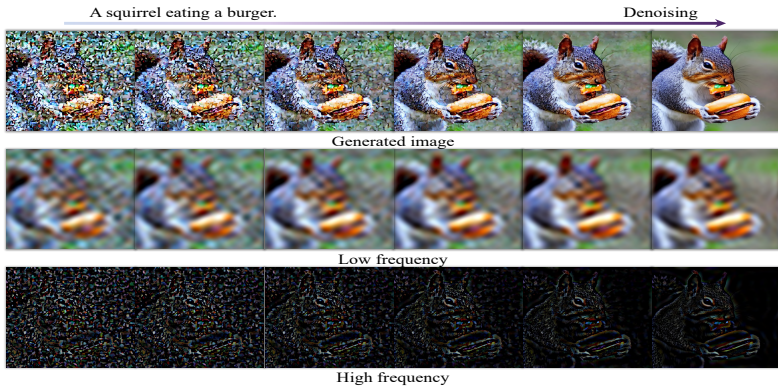 A squirrel eating a burger.
Denoising
Generated image
Low frequency
High frequency